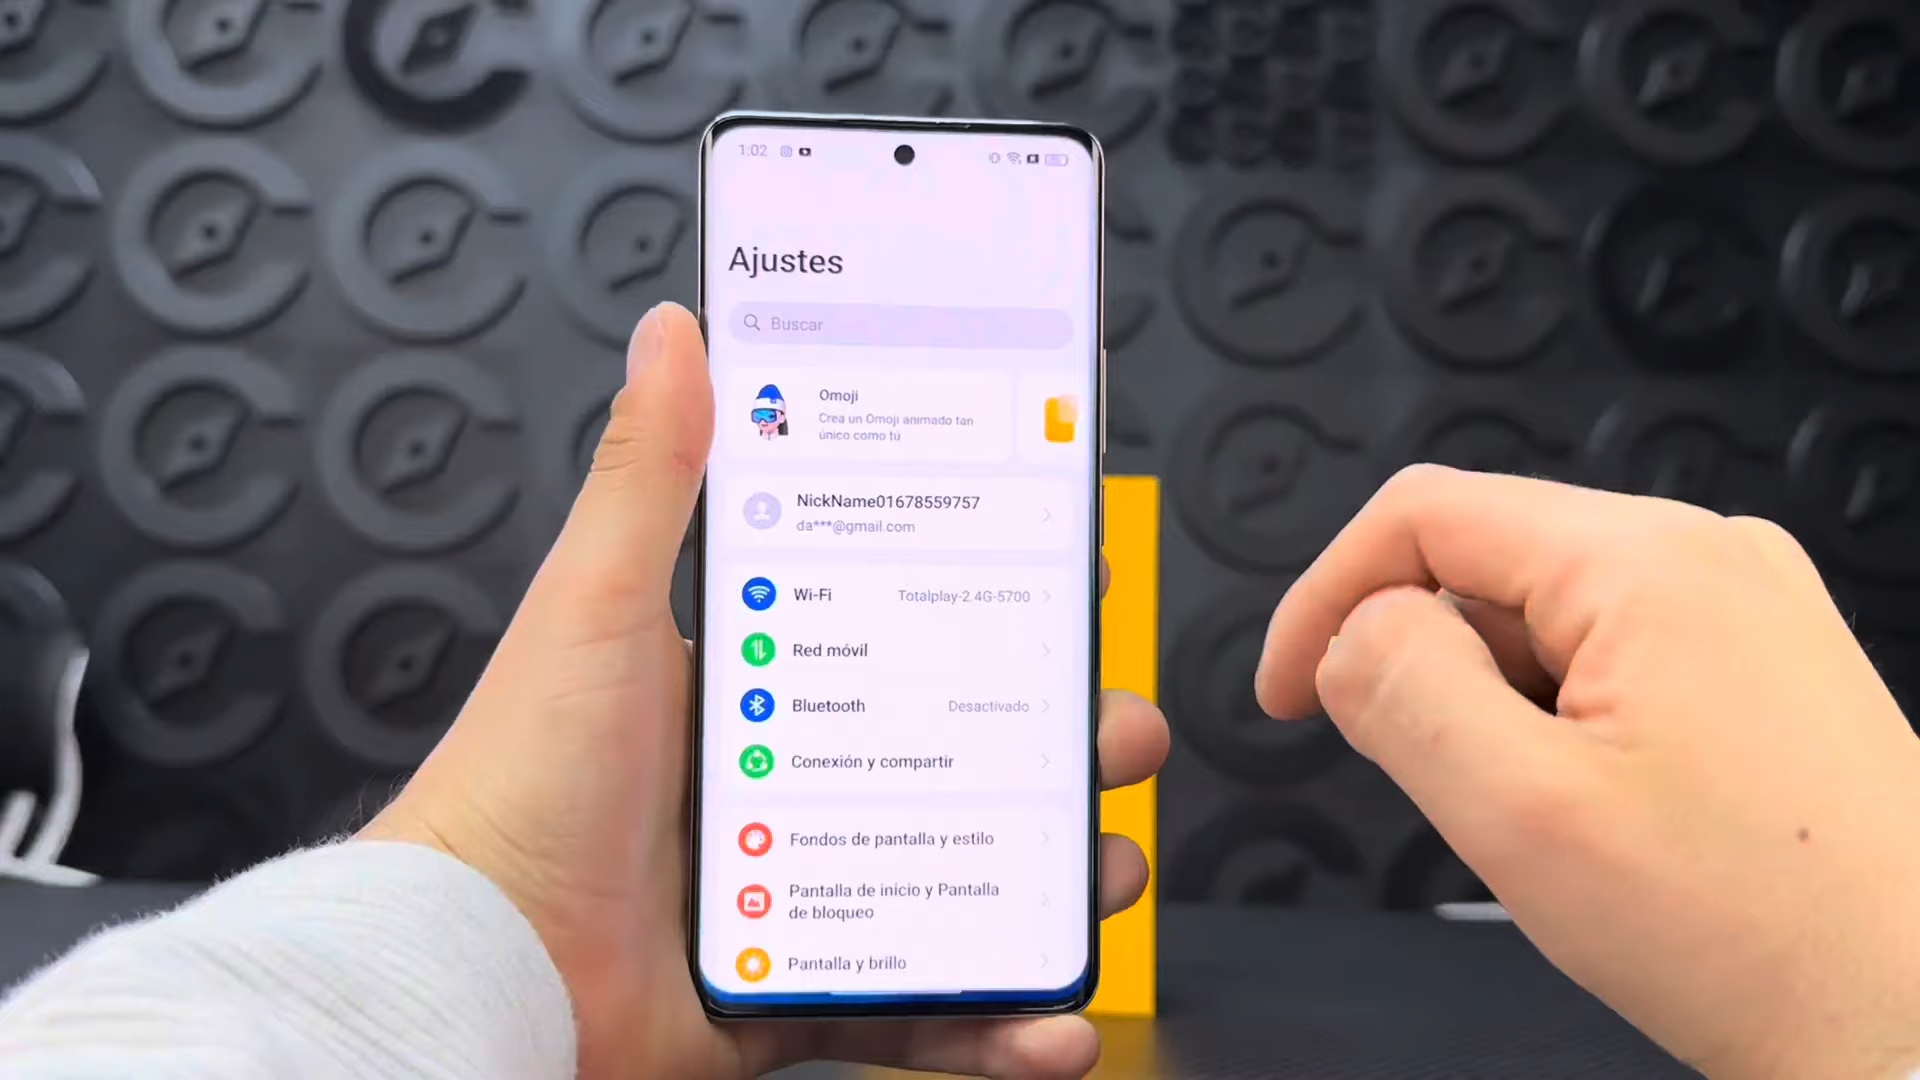 1:02
Ajustes
Buscar
Omoji
Crea un Omoji animado tan
único como tú
NickName01678559757
da***@gmail.com
Wi-Fi
Totalplay-2.4G-5700
Red móvil
Bluetooth
Desactivado
Conexión y compartir
Fondos de pantalla y estilo
Pantalla de inicio y Pantalla
de bloqueo
Pantalla y brillo